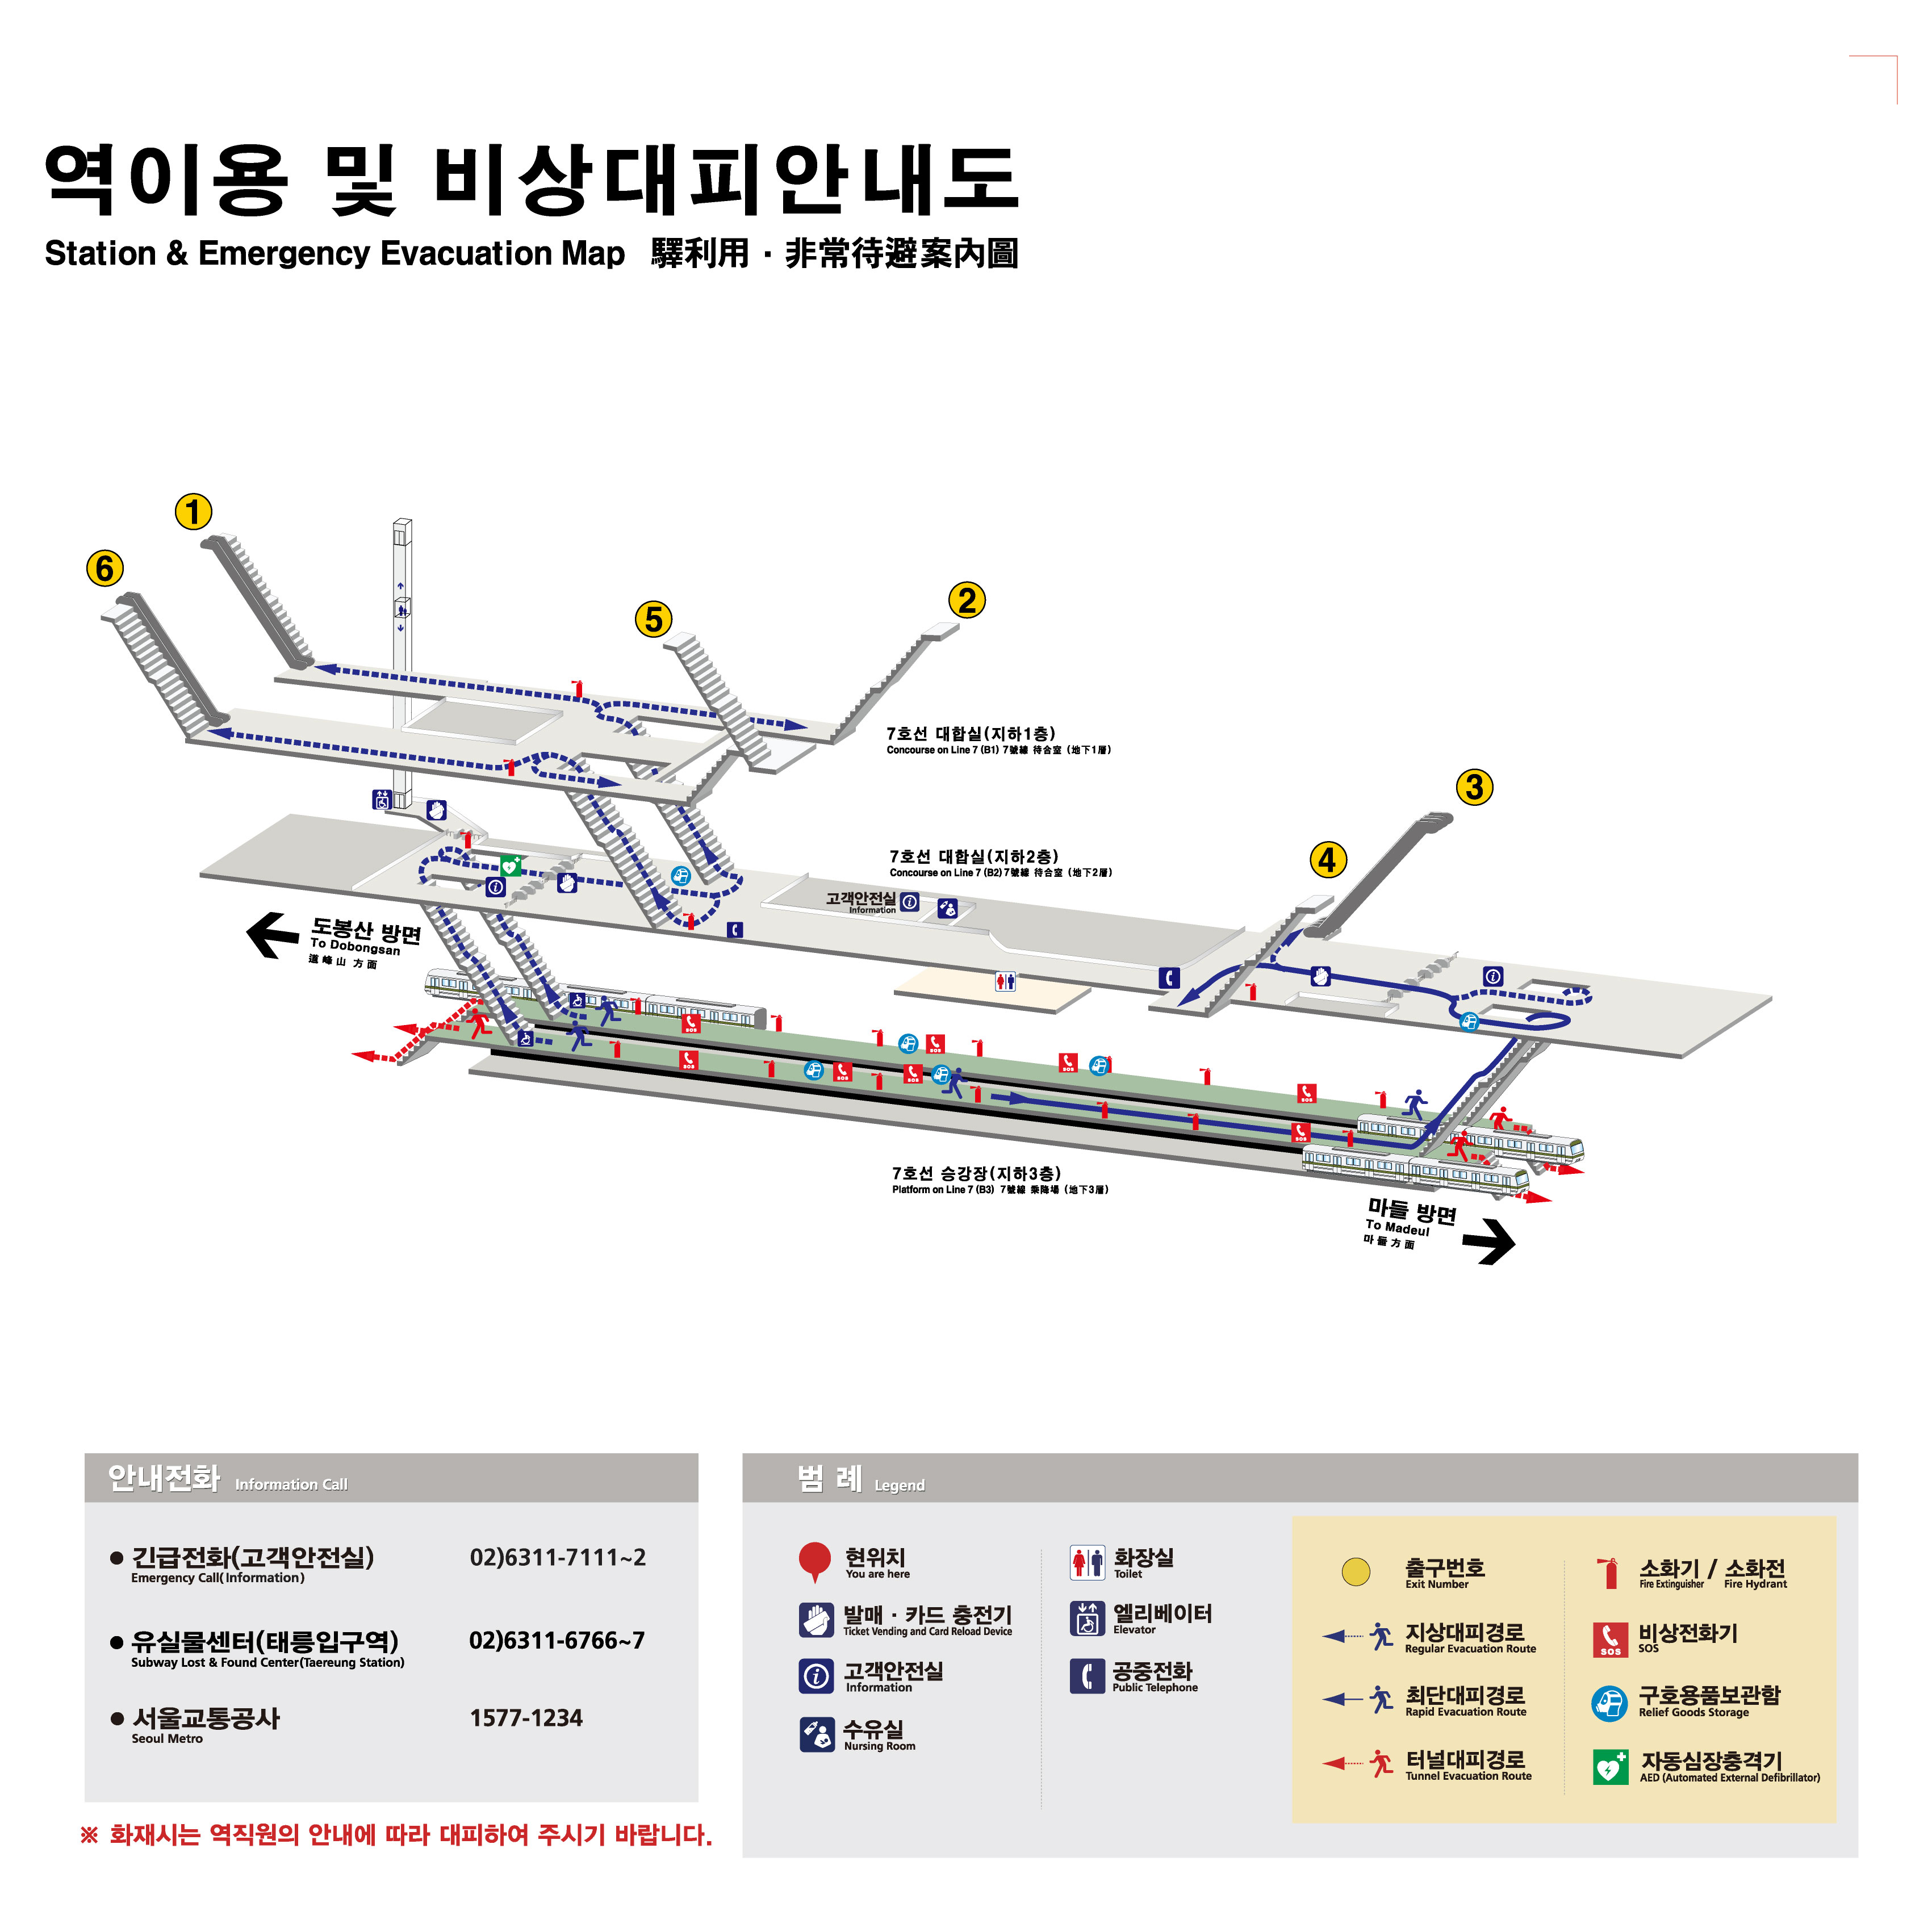 역이용 및 비상대피안내도
Station & Emergency Evacuation Map 驛利用 · 非常待避案內圖
1
6
5
2
7호선 대합실(지하1층)
Concourse on Line 7 (B1) 7號線 待合室 (地下1層)
3
7호선 대합실(지하2층)
Concourse on Line 7 (B2) 7號線 待合室 (地下2層)
4
고객안전실
Information
도봉산 방면
To Dobongsan
道峰山 方面
SOS
SOS
SOS
SOS
SOS
SOS
SOS
SOS
7호선 승강장(지하3층)
Platform on Line 7 (B3) 7號線 乘降場 (地下3層)
마들 방면
To Madeul
마들方面
안내전화 Information Call
● 긴급전화(고객안전실) 02)6311-7111~2
Emergency Call(Information)
● 유실물센터(태릉입구역) 02)6311-6766~7
Subway Lost & Found Center(Taereung Station)
● 서울교통공사 1577-1234
Seoul Metro
※ 화재시는 역직원의 안내에 따라 대피하여 주시기 바랍니다.
범 례 Legend
현위치
You are here
발매 · 카드 충전기
Ticket Vending and Card Reload Device
고객안전실
Information
수유실
Nursing Room
화장실
Toilet
엘리베이터
Elevator
공중전화
Public Telephone
출구번호
Exit Number
지상대피경로
Regular Evacuation Route
최단대피경로
Rapid Evacuation Route
터널대피경로
Tunnel Evacuation Route
소화기 / 소화전
Fire Extinguisher Fire Hydrant
SOS
비상전화기
SOS
구호용품보관함
Relief Goods Storage
자동심장충격기
AED (Automated External Defibrillator)